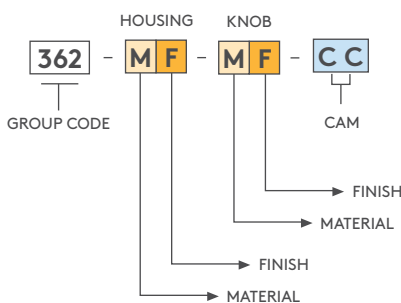 HOUSING KNOB
362 - M F - M F - C C
GROUP CODE CAM
FINISH
MATERIAL
FINISH
MATERIAL